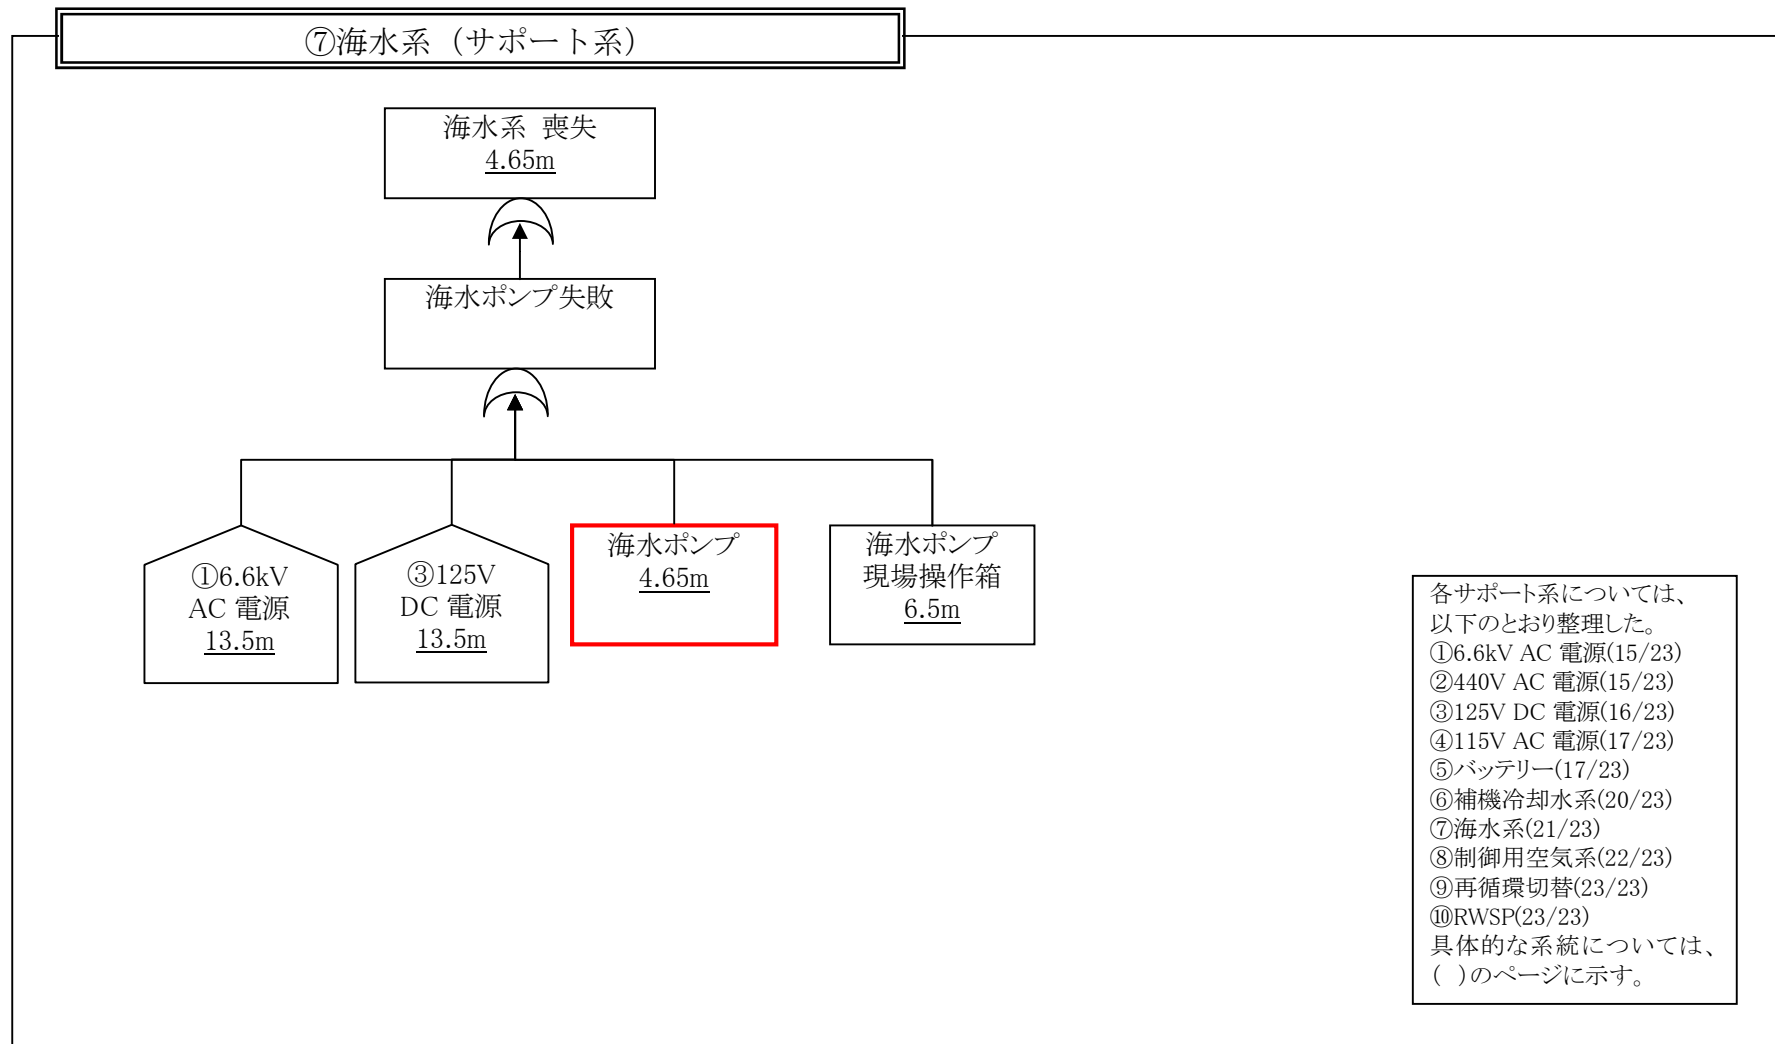 ⑦海水系（サポート系）
海水系 喪失
4.65m
海水ポンプ失敗
①6.6kV
AC 電源
13.5m
③125V
DC 電源
13.5m
海水ポンプ
4.65m
海水ポンプ
現場操作箱
6.5m
各サポート系については、
以下のとおり整理した。
①6.6kV AC 電源(15/23)
②440V AC 電源(15/23)
③125V DC 電源(16/23)
④115V AC 電源(17/23)
⑤バッテリー(17/23)
⑥補機冷却水系(20/23)
⑦海水系(21/23)
⑧制御用空気系(22/23)
⑨再循環切替(23/23)
⑩RWSP(23/23)
具体的な系統については、
( )のページに示す。